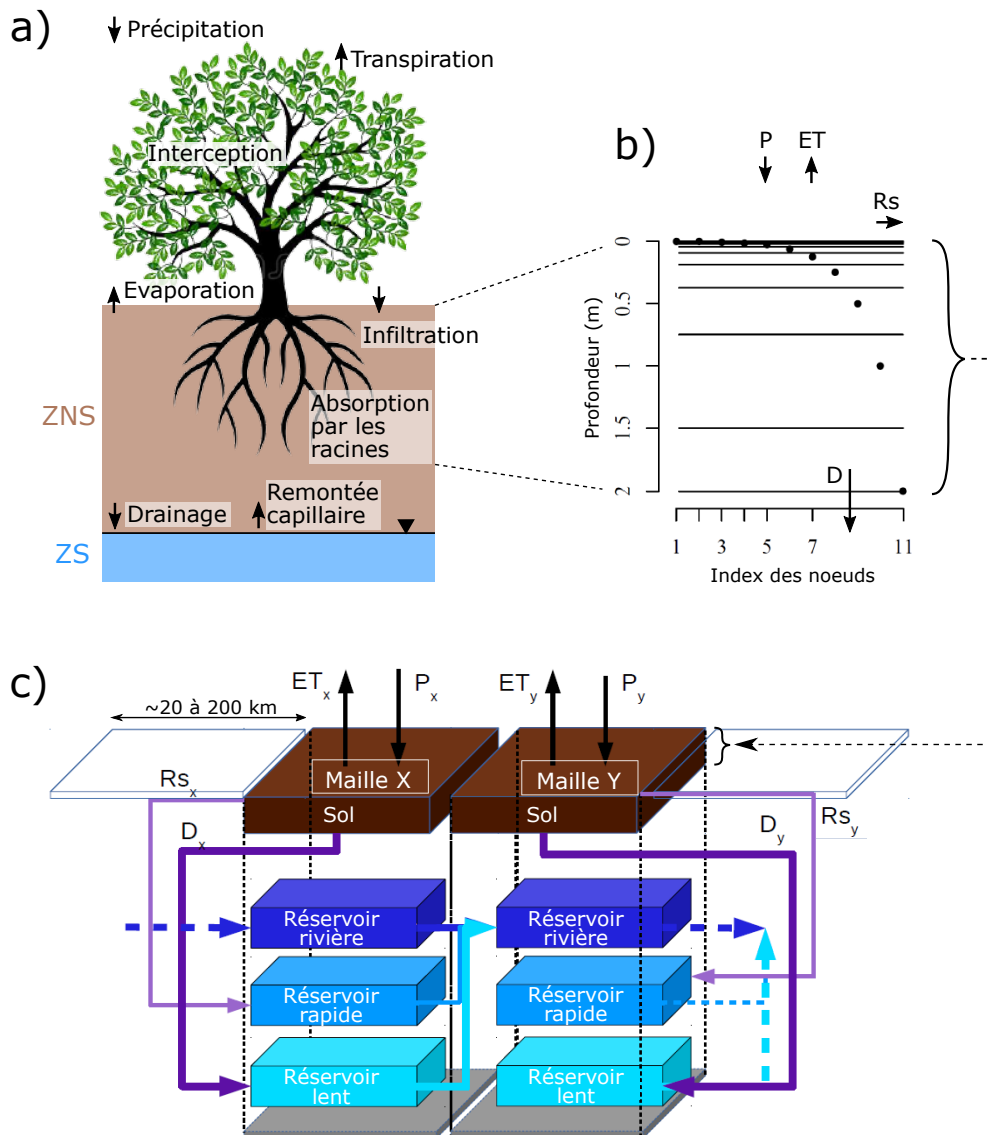 a)
Précipitation
Transpiration
Interception
Evaporation
Infiltration
ZNS
Absorption
par les
racines
Drainage
Remontée
capillaire
ZS
b)
P
ET
Rs
Profondeur (m)
0
0.5
1
1.5
2
D
1
3
5
7
11
Index des noeuds
c)
~20 à 200 km
ETx
Px
ETy
Py
Maille X
Maille Y
Sol
Sol
Rsx
Dx
Dy
Rsy
Réservoir
rivière
Réservoir
rivière
Réservoir
rapide
Réservoir
rapide
Réservoir
lent
Réservoir
lent